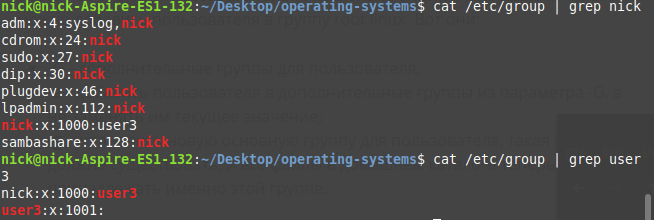 nick@nick-Aspire-ES1-132:~/Desktop/operating-systems$ cat /etc/group | grep nick
adm:x:4:syslog,nick
cdrom:x:24:nick
sudo:x:27:nick
dip:x:30:nick
plugdev:x:46:nick
lpadmin:x:112:nick
nick:x:1000:user3
sambashare:x:128:nick
nick@nick-Aspire-ES1-132:~/Desktop/operating-systems$ cat /etc/group | grep user
3
nick:x:1000:user3
user3:x:1001: